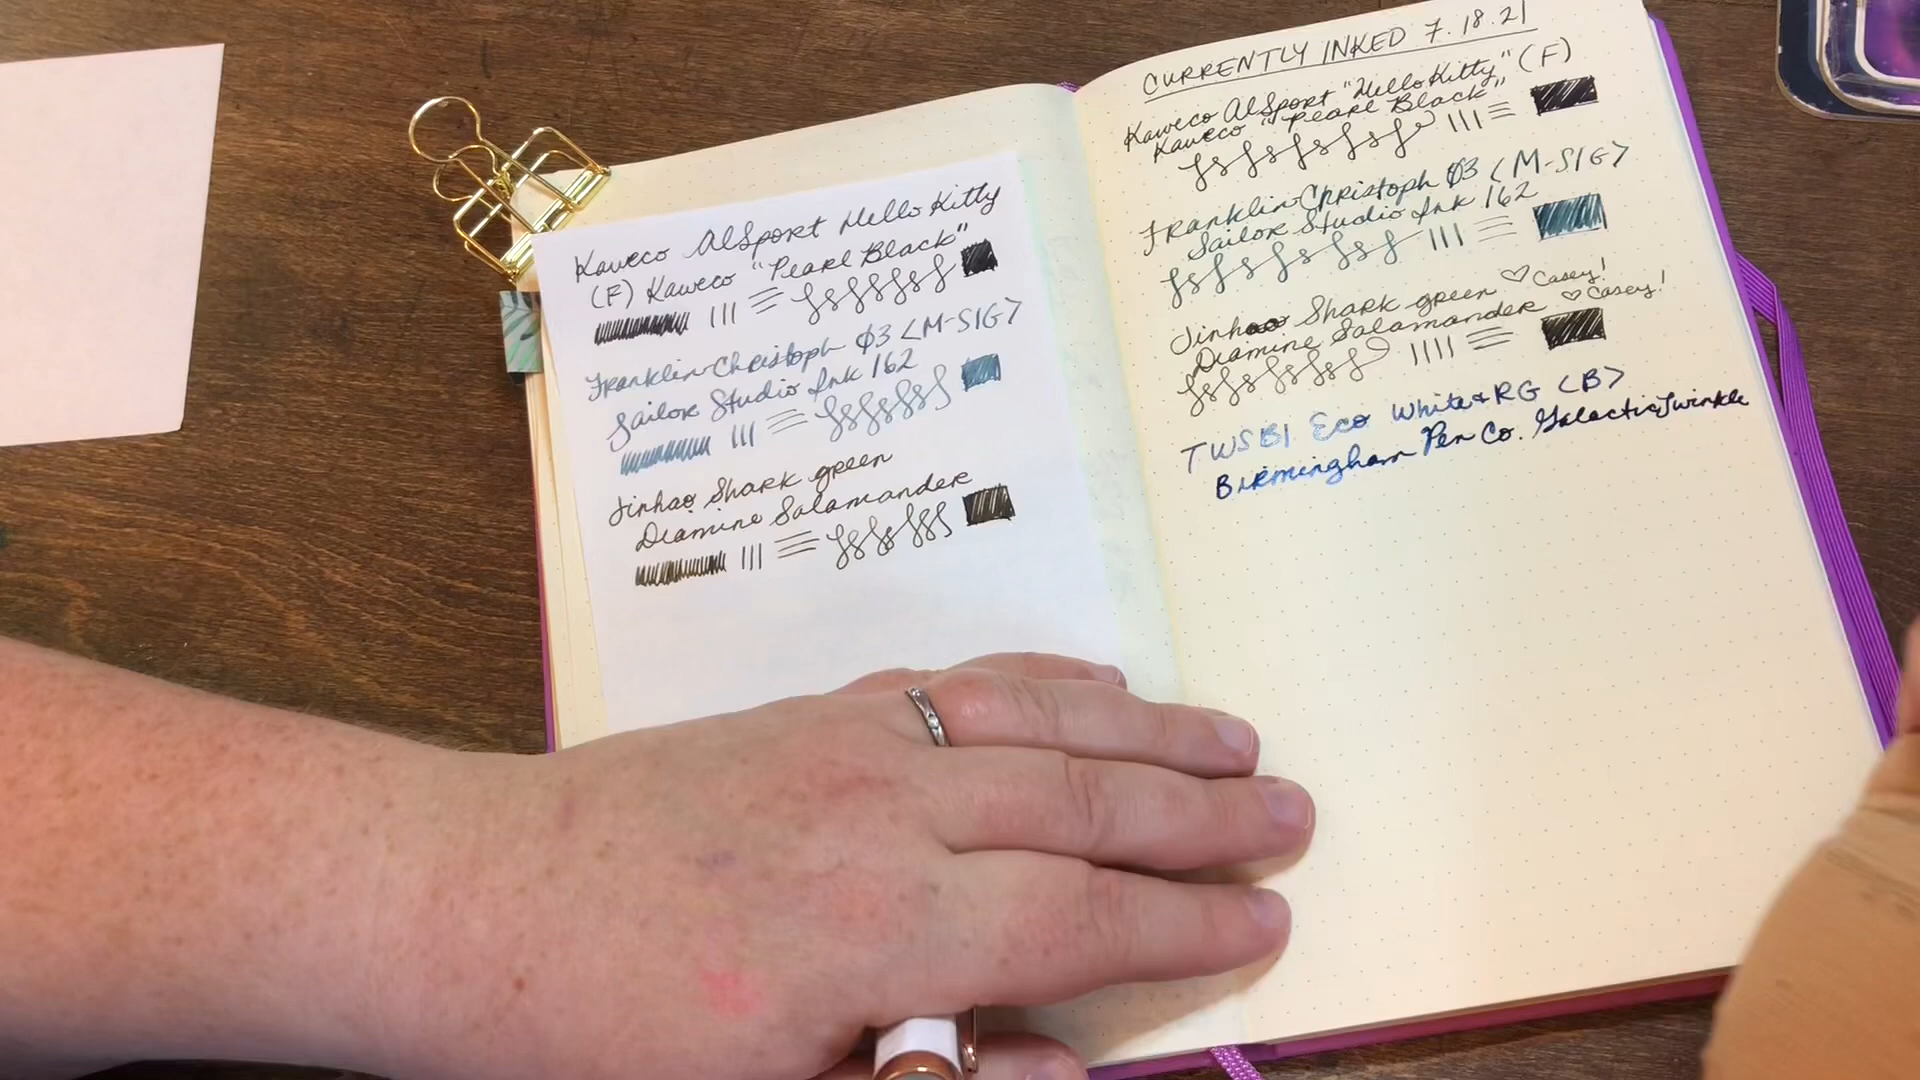 Kaweco AlSport Hello Kitty
(F) Kaweco "Pearl Black"
Franklin-Christoph Ø3 <M-SIG>
Sailor Studio Ink 162
Jinhao Shark green
Diamine Salamander
CURRENTLY INKED 7.18.21
Kaweco AlSport "Hello Kitty" (F)
Kaweco "Pearl Black"
Franklin-Christoph Ø3 <M-SIG>
Sailor Studio Ink 162
Jinhao Shark green ♡ Casey!
Diamine Salamander ♡ Casey!
TWSBI Eco White+RG <B>
Birmingham Pen Co. Galactic Twinkle